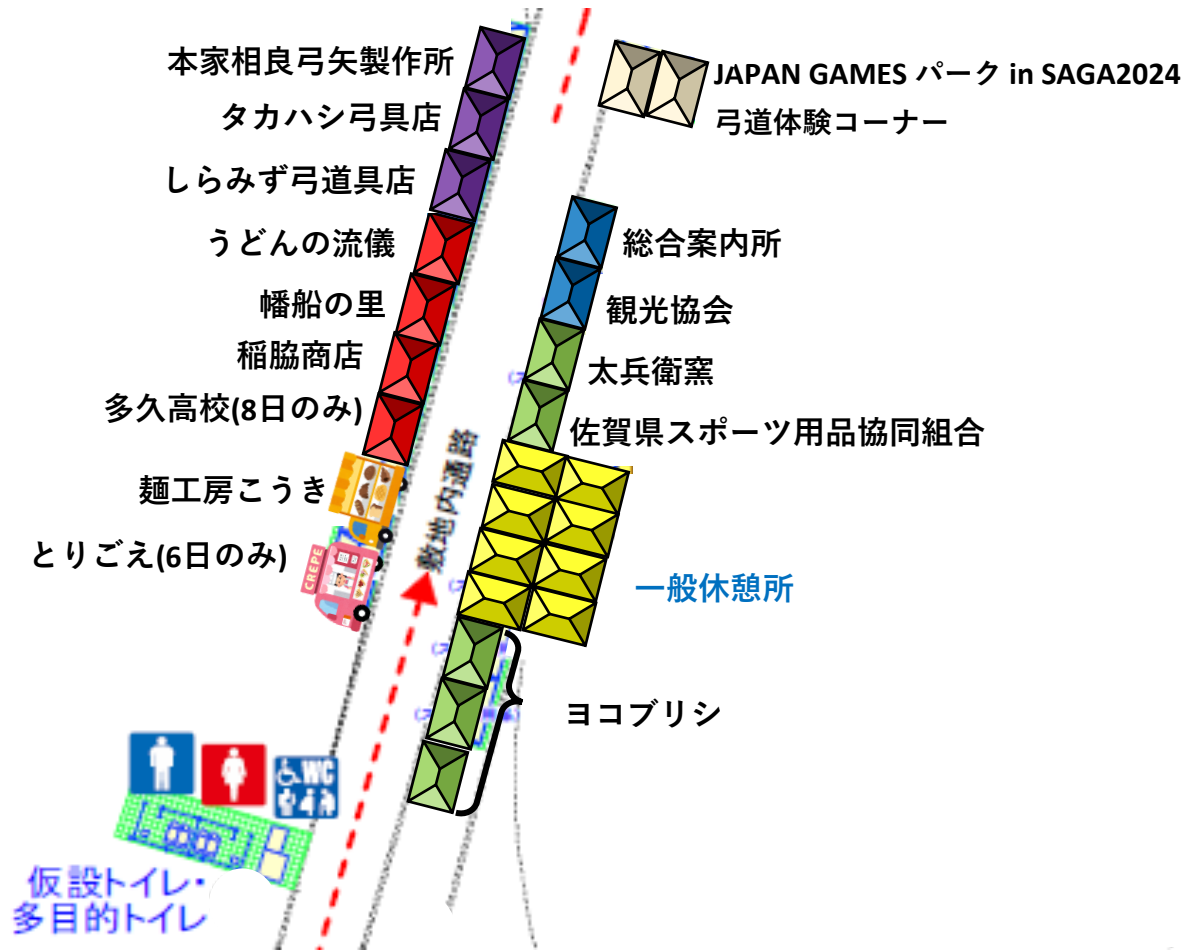 本家相良弓矢製作所
タカハシ弓具店
しらみず弓道具店
うどんの流儀
幡船の里
稲脇商店
多久高校(8日のみ)
麺工房こうき
とりごえ(6日のみ)
CREPE
JAPAN GAMES パーク in SAGA2024
弓道体験コーナー
総合案内所
観光協会
太兵衛窯
佐賀県スポーツ用品協同組合
敷地内通路
一般休憩所
ヨコブリシ
WC
仮設トイレ・
多目的トイレ